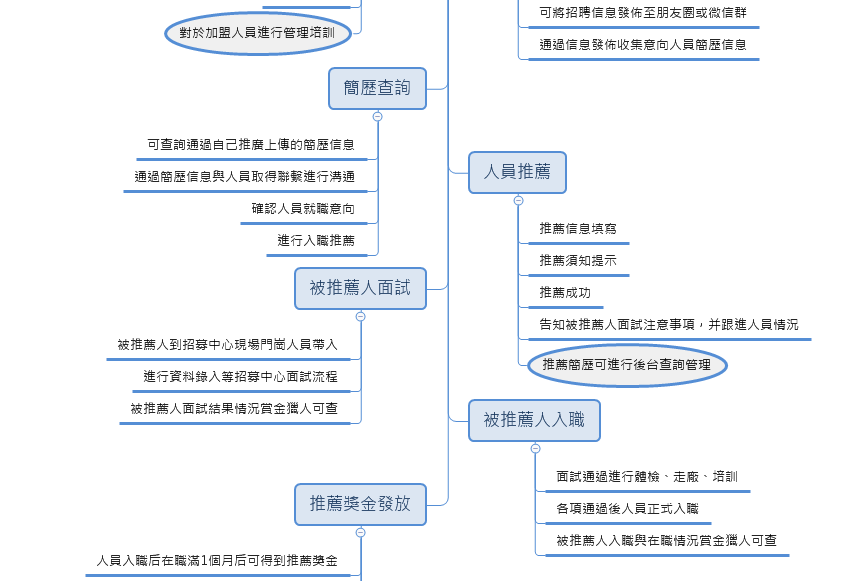 對於加盟人員進行管理培訓
可將招聘信息發佈至朋友圈或微信群
通過信息發佈收集意向人員簡歷信息
簡歷查詢
可查詢通過自己推廣上傳的簡歷信息
通過簡歷信息與人員取得聯繫進行溝通
確認人員就職意向
進行入職推薦
人員推薦
推薦信息填寫
推薦須知提示
推薦成功
告知被推薦人面試注意事項，并跟進人員情況
推薦簡歷可進行後台查詢管理
被推薦人面試
被推薦人到招募中心現場門崗人員帶入
進行資料錄入等招募中心面試流程
被推薦人面試結果情況賞金獵人可查
被推薦人入職
面試通過進行體檢、走廠、培訓
各項通過後人員正式入職
被推薦人入職與在職情況賞金獵人可查
推薦獎金發放
人員入職后在職滿1個月后可得到推薦獎金